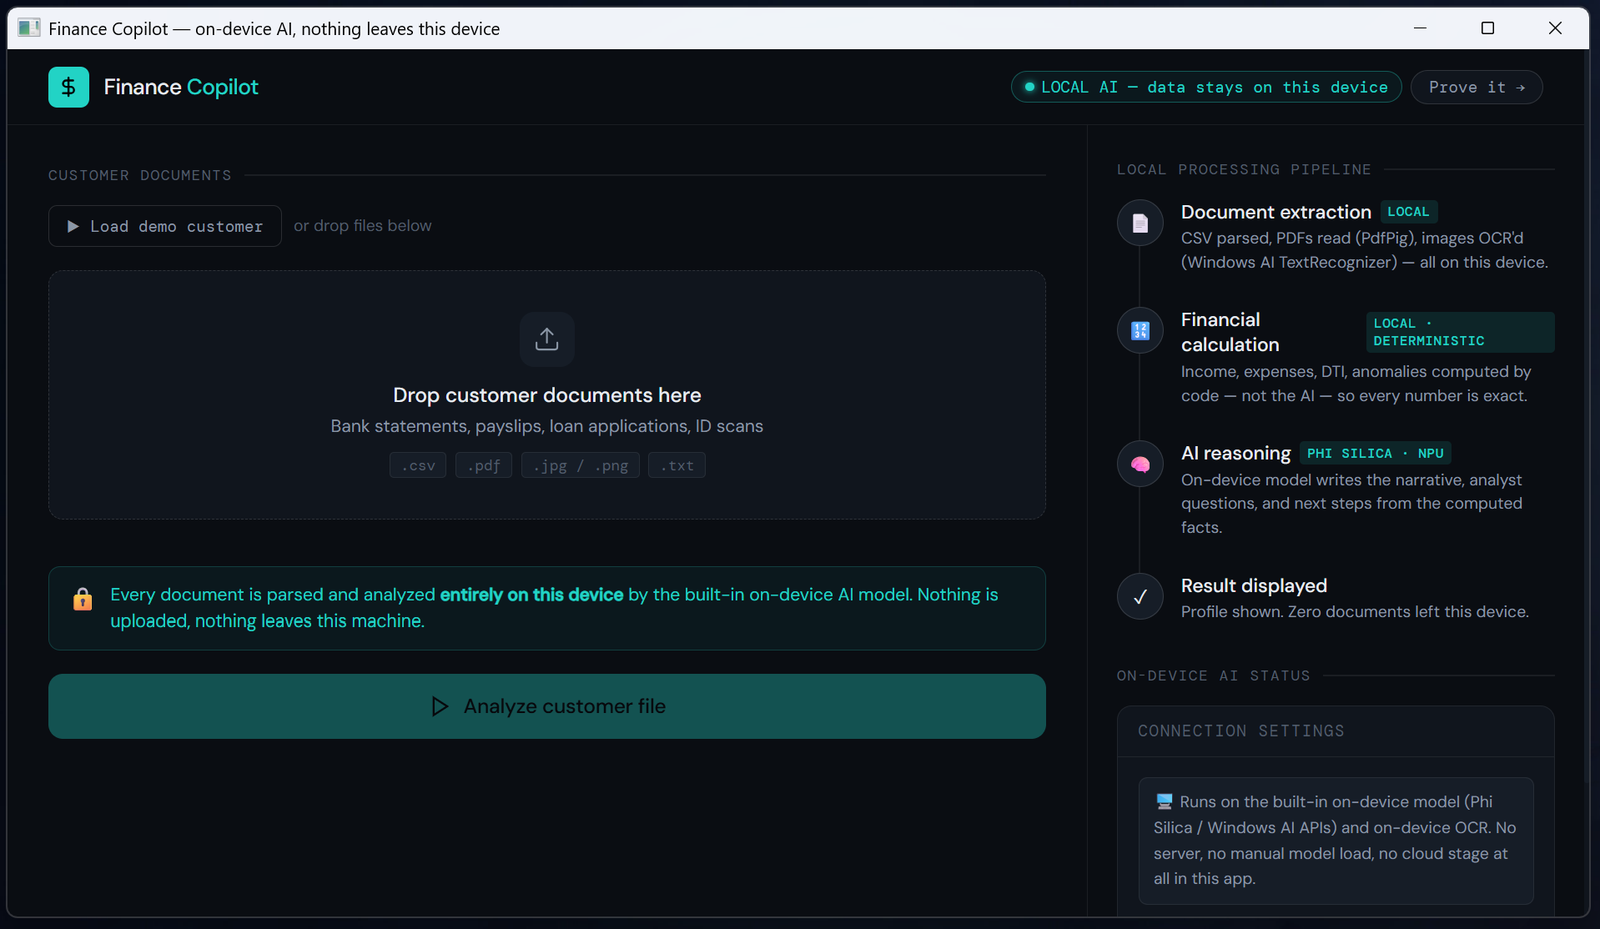 Finance Copilot — on-device AI, nothing leaves this device
$ Finance Copilot
LOCAL AI — data stays on this device
Prove it →
CUSTOMER DOCUMENTS
Load demo customer
or drop files below
Drop customer documents here
Bank statements, payslips, loan applications, ID scans
.csv
.pdf
.jpg / .png
.txt
Every document is parsed and analyzed entirely on this device by the built-in on-device AI model. Nothing is
uploaded, nothing leaves this machine.
Analyze customer file
LOCAL PROCESSING PIPELINE
Document extraction LOCAL
CSV parsed, PDFs read (PdfPig), images OCR'd
(Windows AI TextRecognizer) — all on this device.
Financial
calculation
LOCAL ·
DETERMINISTIC
Income, expenses, DTI, anomalies computed by
code — not the AI — so every number is exact.
AI reasoning PHI SILICA · NPU
On-device model writes the narrative, analyst
questions, and next steps from the computed
facts.
Result displayed
Profile shown. Zero documents left this device.
ON-DEVICE AI STATUS
CONNECTION SETTINGS
Runs on the built-in on-device model (Phi
Silica / Windows AI APIs) and on-device OCR. No
server, no manual model load, no cloud stage at
all in this app.